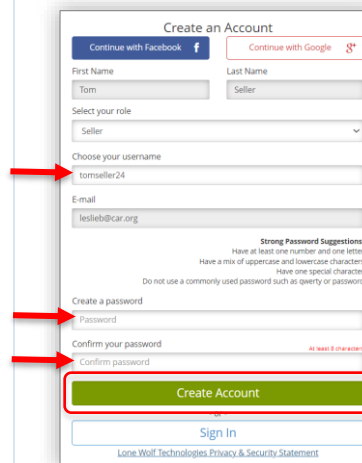 Create an Account
Continue with Facebook f
Continue with Google g+
First Name Last Name
Tom Seller
Select your role
Seller
Choose your username
tomseller24
E-mail
leslieb@car.org
Strong Password Suggestions
Have at least one number and one letter
Have a mix of uppercase and lowercase characters
Have one special character
Do not use a commonly used password such as qwerty or password
Create a password
Password
Confirm your password At least 8 characters
Confirm password
Create Account
Sign In
Lone Wolf Technologies Privacy & Security Statement